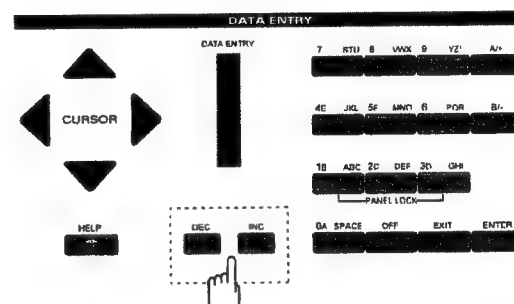 DATA ENTRY
DATA ENTRY
7 STU 8 VWX 9 YZ! A/+
CURSOR
4E JKL 5F MNO 6 PQR B/-
1B ABC 2C DEF 3D GHI
PANEL LOCK
HELP DEC INC 0A SPACE OFF EXIT ENTER